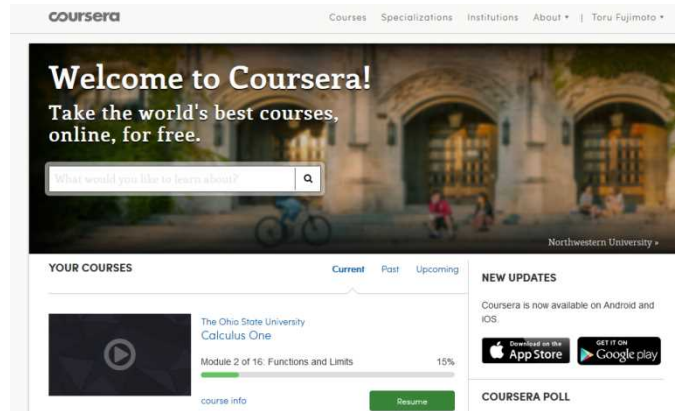 coursera
Courses Specializations Institutions About ▾ | Toru Fujimoto ▾
Welcome to Coursera!
Take the world's best courses,
online, for free.
What would you like to learn about?
Northwestern University »
YOUR COURSES
Current Past Upcoming
The Ohio State University
Calculus One
Module 2 of 16: Functions and Limits 15%
course info
Resume
NEW UPDATES
Coursera is now available on Android and
iOS.
Download on the
App Store
GET IT ON
Google play
COURSERA POLL